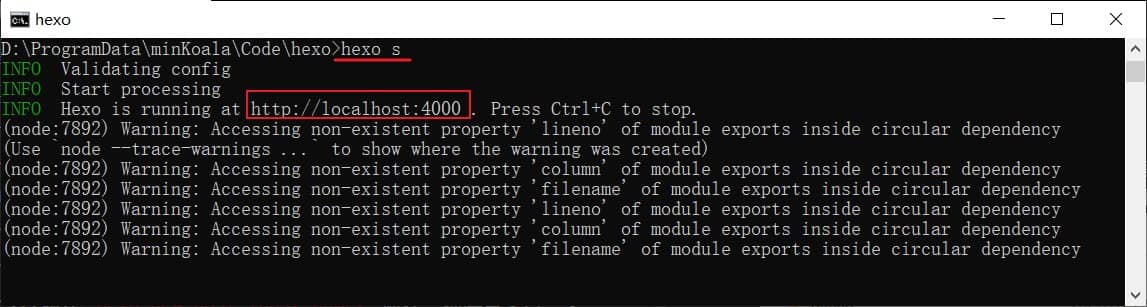 hexo
D:\ProgramData\minKoala\Code\hexo>hexo s
INFO  Validating config
INFO  Start processing
INFO  Hexo is running at http://localhost:4000 . Press Ctrl+C to stop.
(node:7892) Warning: Accessing non-existent property 'lineno' of module exports inside circular dependency
(Use `node --trace-warnings ...` to show where the warning was created)
(node:7892) Warning: Accessing non-existent property 'column' of module exports inside circular dependency
(node:7892) Warning: Accessing non-existent property 'filename' of module exports inside circular dependency
(node:7892) Warning: Accessing non-existent property 'lineno' of module exports inside circular dependency
(node:7892) Warning: Accessing non-existent property 'column' of module exports inside circular dependency
(node:7892) Warning: Accessing non-existent property 'filename' of module exports inside circular dependency